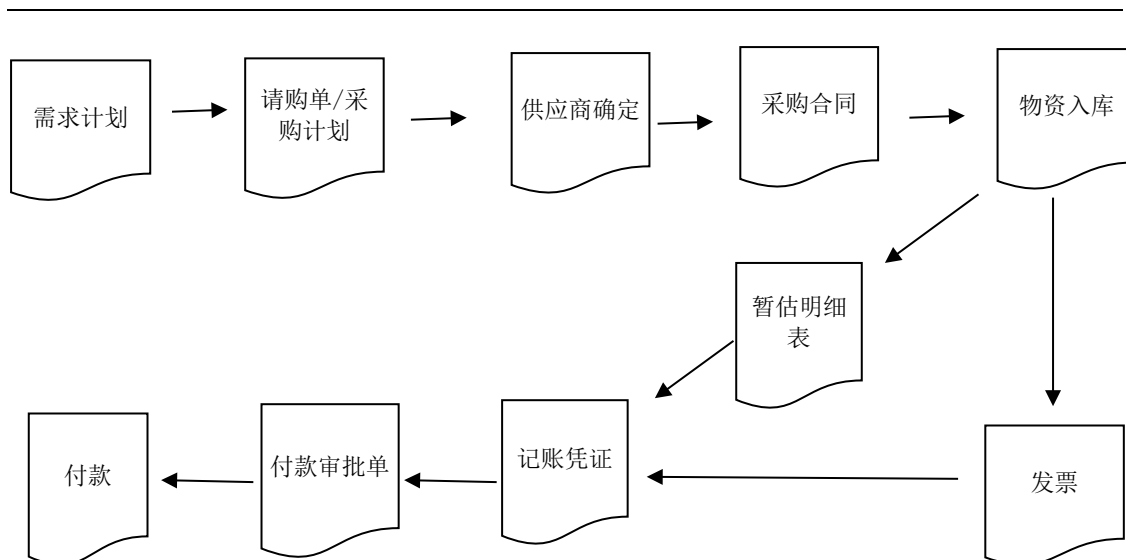 需求计划
请购单/采
购计划
供应商确定
采购合同
物资入库
暂估明细
表
付款
付款审批单
记账凭证
发票